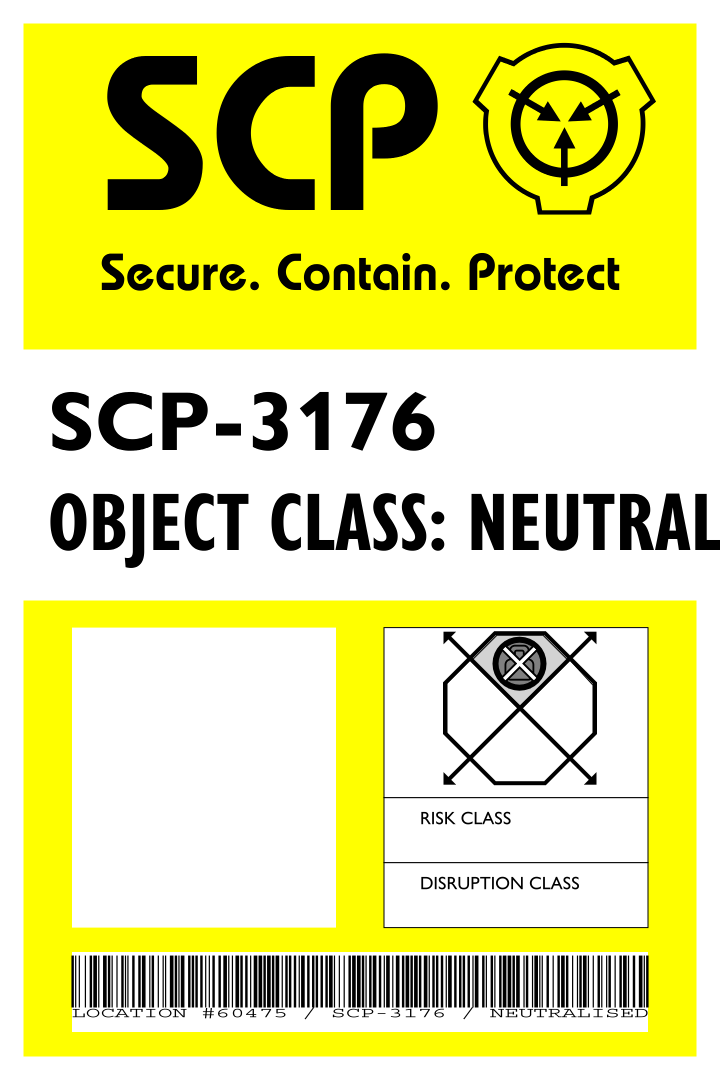 SCP
Secure. Contain. Protect
SCP-3176
OBJECT CLASS: NEUTRAL
RISK CLASS
DISRUPTION CLASS
LOCATION #60475 / SCP-3176 / NEUTRALISED